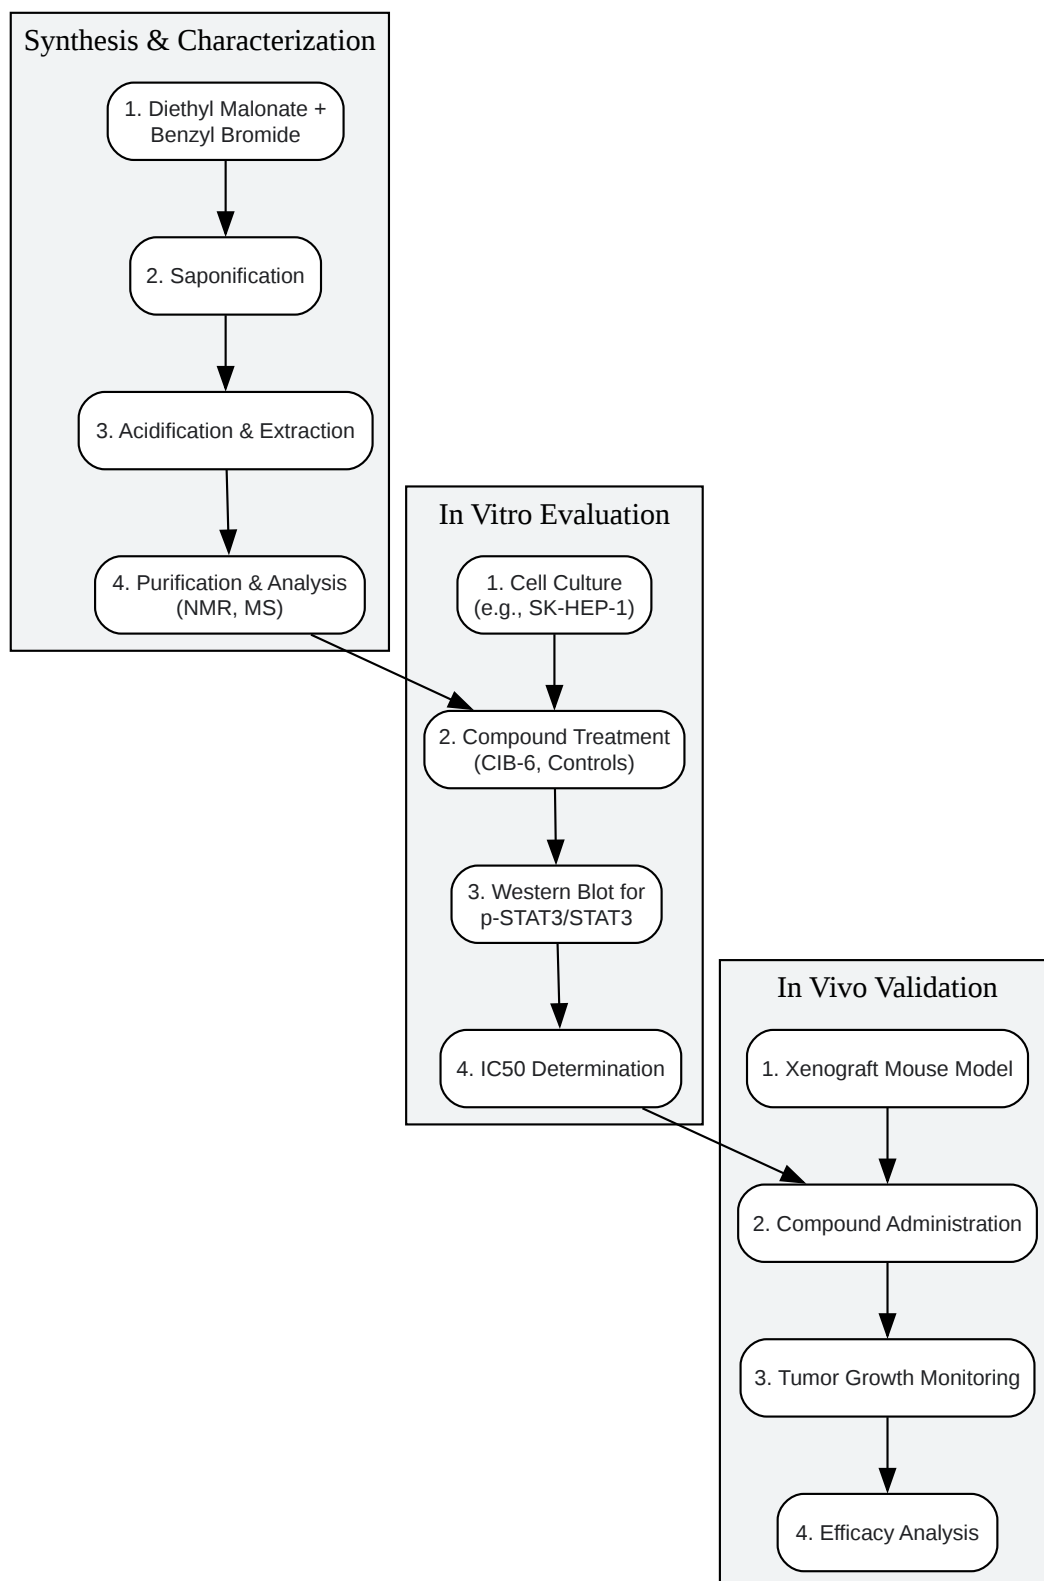 Synthesis & Characterization
1. Diethyl Malonate +
Benzyl Bromide
2. Saponification
3. Acidification & Extraction
4. Purification & Analysis
(NMR, MS)
In Vitro Evaluation
1. Cell Culture
(e.g., SK-HEP-1)
2. Compound Treatment
(CIB-6, Controls)
3. Western Blot for
p-STAT3/STAT3
4. IC50 Determination
In Vivo Validation
1. Xenograft Mouse Model
2. Compound Administration
3. Tumor Growth Monitoring
4. Efficacy Analysis